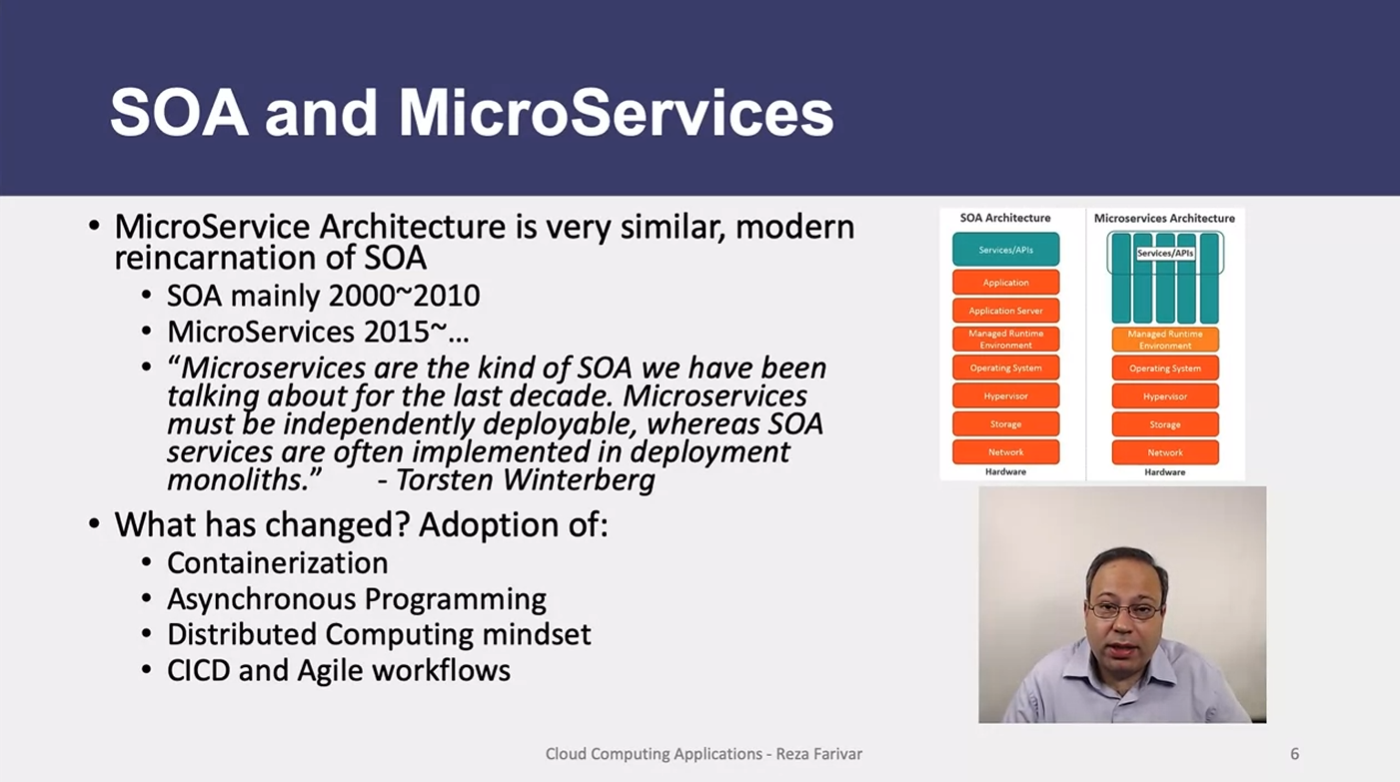 SOA and MicroServices
• MicroService Architecture is very similar, modern
reincarnation of SOA
• SOA mainly 2000~2010
• MicroServices 2015~…
• “Microservices are the kind of SOA we have been
talking about for the last decade. Microservices
must be independently deployable, whereas SOA
services are often implemented in deployment
monoliths.” - Torsten Winterberg
• What has changed? Adoption of:
• Containerization
• Asynchronous Programming
• Distributed Computing mindset
• CICD and Agile workflows
SOA Architecture
Services/APIs
Application
Application Server
Managed Runtime
Environment
Operating System
Hypervisor
Storage
Network
Hardware
Microservices Architecture
Services/APIs
Managed Runtime
Environment
Operating System
Hypervisor
Storage
Network
Hardware
Cloud Computing Applications - Reza Farivar
6